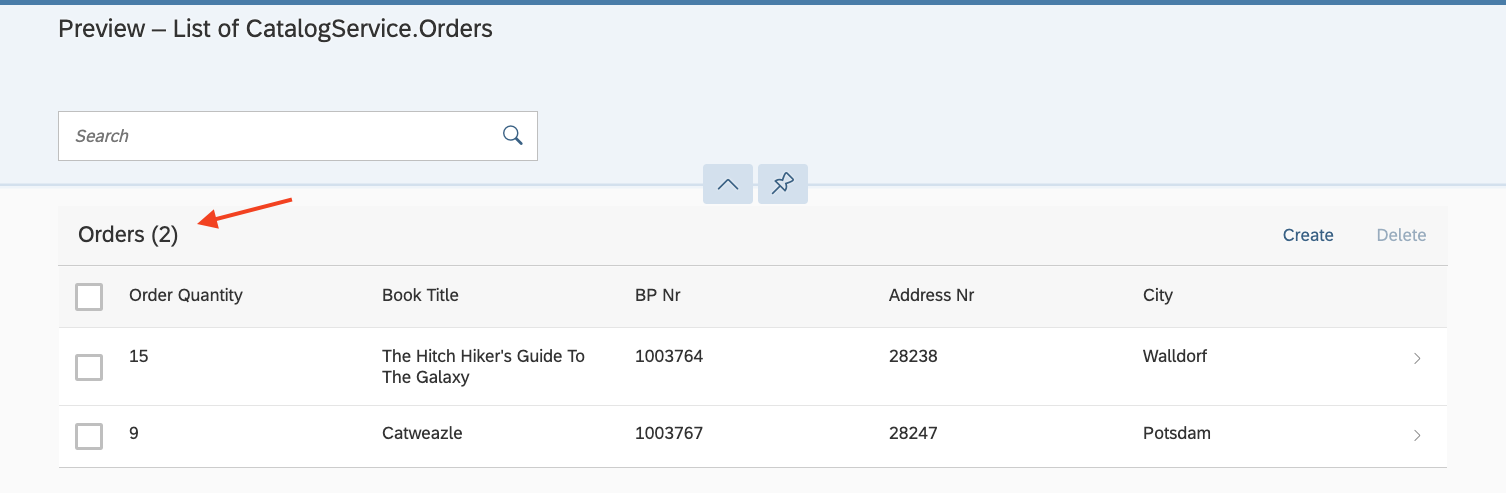 Preview – List of CatalogService.Orders
Search
Orders (2)
Create
Delete
Order Quantity
Book Title
BP Nr
Address Nr
City
15
The Hitch Hiker's Guide To
The Galaxy
1003764
28238
Walldorf
9
Catweazle
1003767
28247
Potsdam